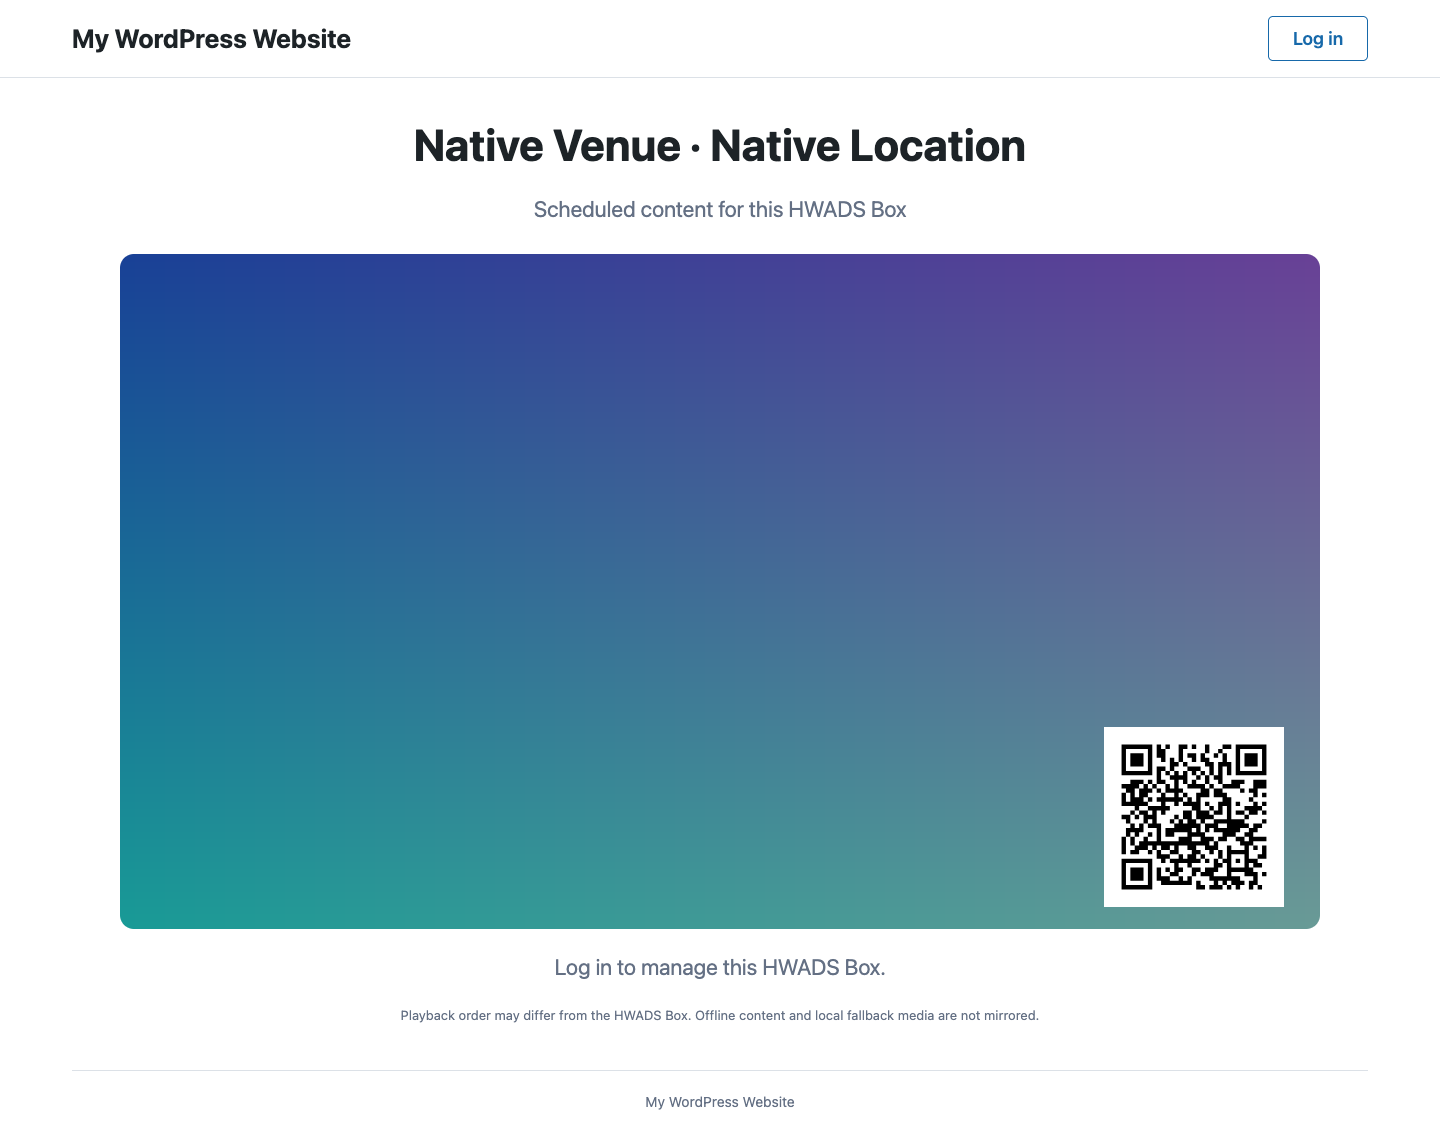 My WordPress Website
Log in
Native Venue · Native Location
Scheduled content for this HWADS Box
Log in to manage this HWADS Box.
Playback order may differ from the HWADS Box. Offline content and local fallback media are not mirrored.
My WordPress Website